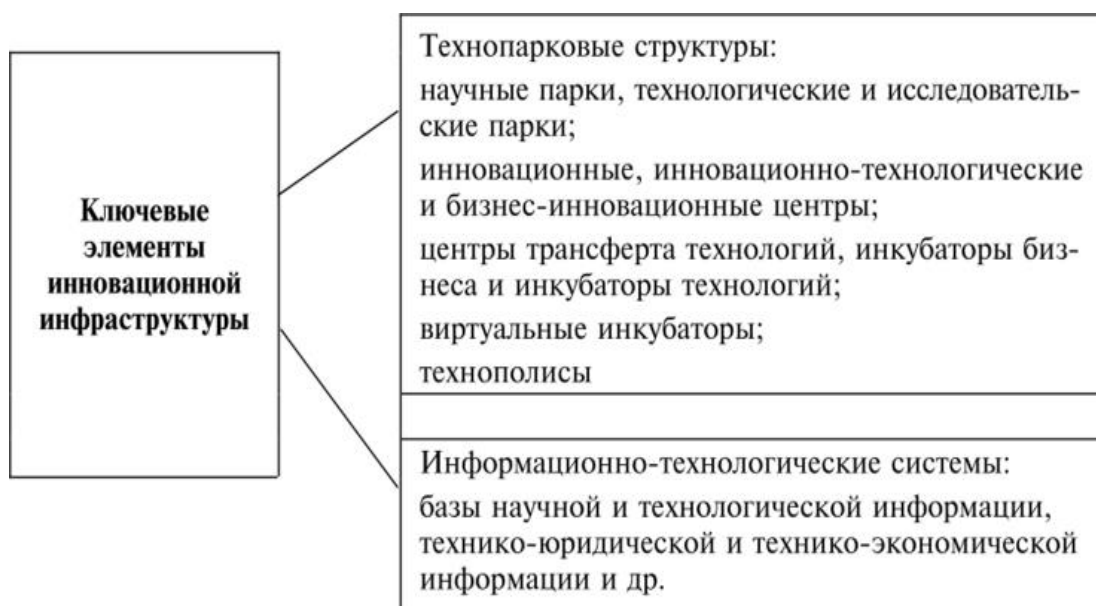 Ключевые
элементы
инновационной
инфраструктуры
Технопарковые структуры:
научные парки, технологические и исследователь-
ские парки;
инновационные, инновационно-технологические
и бизнес-инновационные центры;
центры трансферта технологий, инкубаторы биз-
неса и инкубаторы технологий;
виртуальные инкубаторы;
технополисы
Информационно-технологические системы:
базы научной и технологической информации,
технико-юридической и технико-экономической
информации и др.